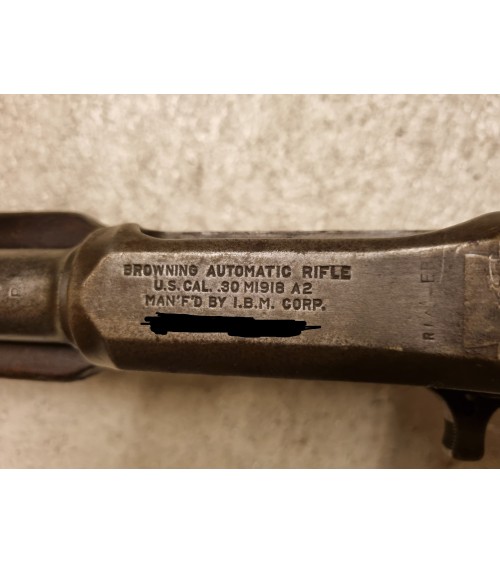 BROWNING AUTOMATIC RIFLE
U.S. CAL. .30 M1918 A2
MAN'F'D BY I.B.M. CORP.